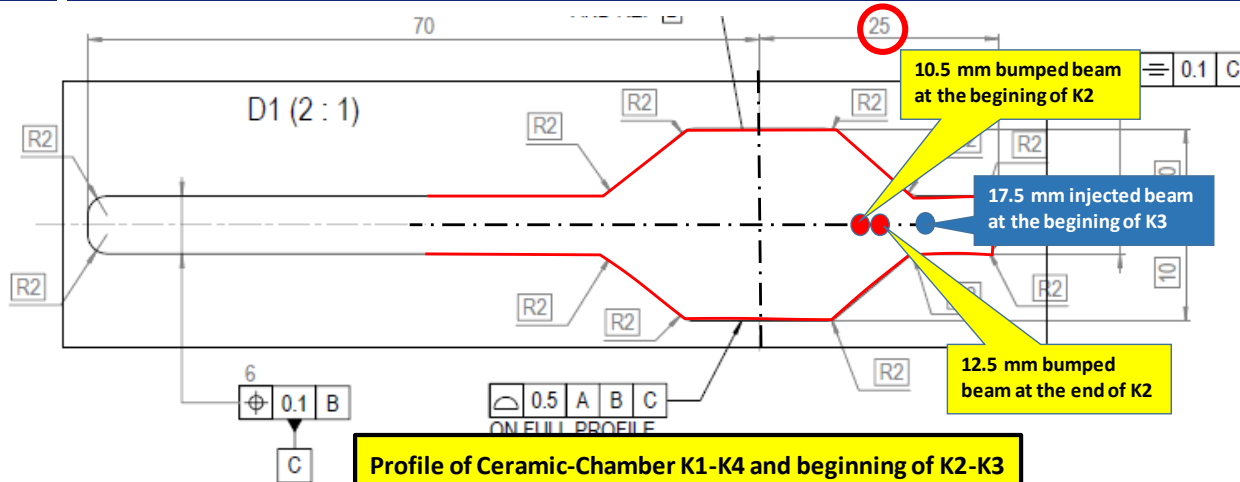 70
25
10.5 mm bumped beam
at the begining of K2
0.1 C
D1 (2 : 1)
R2
R2
R2
R2
R2
R2
17.5 mm injected beam
at the begining of K3
10
R2
R2
R2
R2
R2
12.5 mm bumped
beam at the end of K2
6
0.1 B
0.5 A B C
ON FULL PROFILE
C
Profile of Ceramic-Chamber K1-K4 and beginning of K2-K3